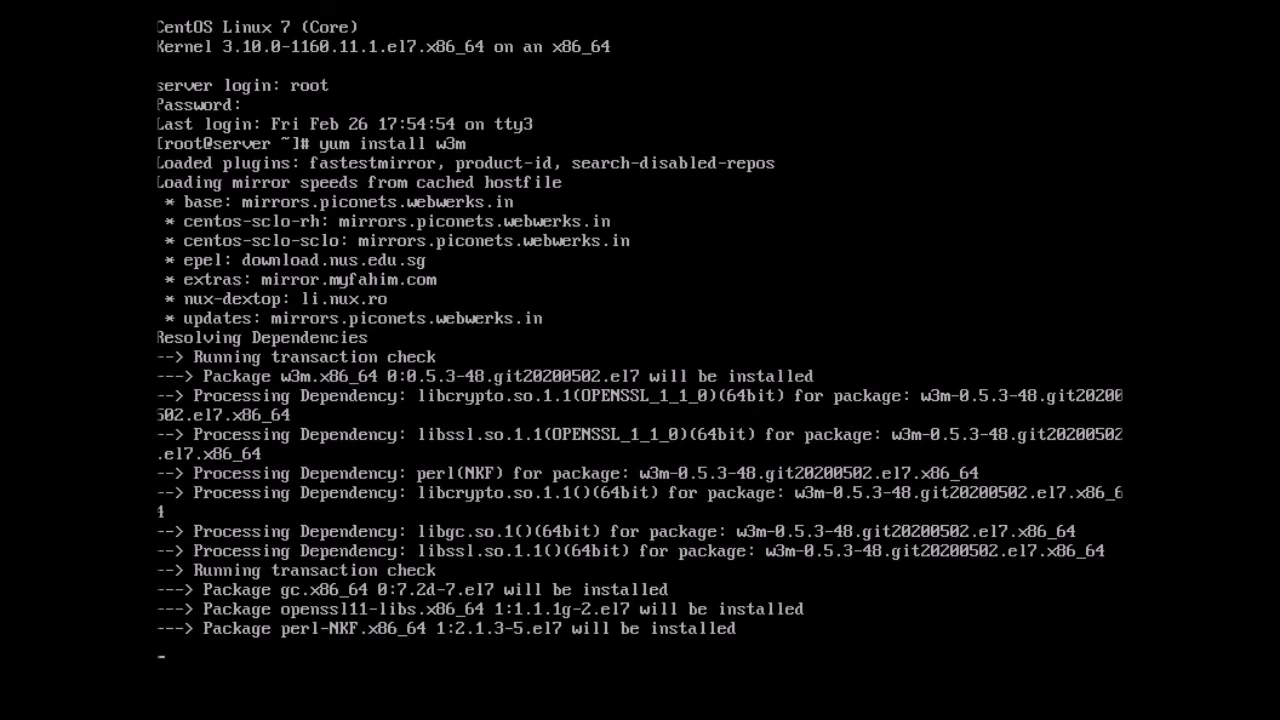 CentOS Linux 7 (Core)
Kernel 3.10.0-1160.11.1.el7.x86_64 on an x86_64
server login: root
Password:
Last login: Fri Feb 26 17:54:54 on tty3
[root@server ~]# yum install w3m
Loaded plugins: fastestmirror, product-id, search-disabled-repos
Loading mirror speeds from cached hostfile
 * base: mirrors.piconets.webwerks.in
 * centos-sclo-rh: mirrors.piconets.webwerks.in
 * centos-sclo-sclo: mirrors.piconets.webwerks.in
 * epel: download.nus.edu.sg
 * extras: mirror.myfahim.com
 * nux-dextop: li.nux.ro
 * updates: mirrors.piconets.webwerks.in
Resolving Dependencies
--> Running transaction check
---> Package w3m.x86_64 0:0.5.3-48.git20200502.el7 will be installed
--> Processing Dependency: libcrypto.so.1.1(OPENSSL_1_1_0)(64bit) for package: w3m-0.5.3-48.git20200
502.el7.x86_64
--> Processing Dependency: libssl.so.1.1(OPENSSL_1_1_0)(64bit) for package: w3m-0.5.3-48.git20200502
.el7.x86_64
--> Processing Dependency: perl(NKF) for package: w3m-0.5.3-48.git20200502.el7.x86_64
--> Processing Dependency: libcrypto.so.1.1()(64bit) for package: w3m-0.5.3-48.git20200502.el7.x86_6
4
--> Processing Dependency: libgc.so.1()(64bit) for package: w3m-0.5.3-48.git20200502.el7.x86_64
--> Processing Dependency: libssl.so.1.1()(64bit) for package: w3m-0.5.3-48.git20200502.el7.x86_64
--> Running transaction check
---> Package gc.x86_64 0:7.2d-7.el7 will be installed
---> Package openssl11-libs.x86_64 1:1.1.1g-2.el7 will be installed
---> Package perl-NKF.x86_64 1:2.1.3-5.el7 will be installed